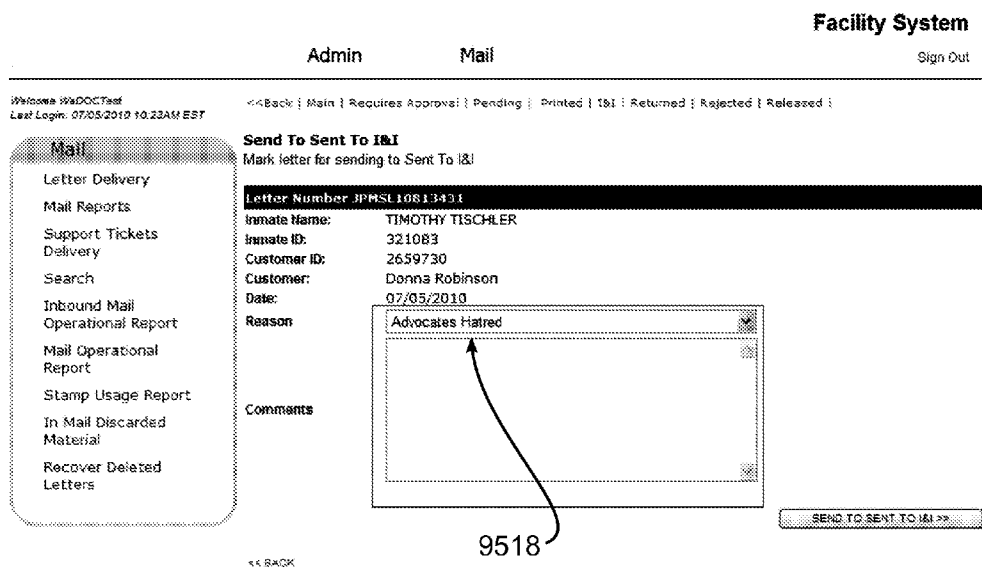 Facility System
Admin Mail
Sign Out
Welcome WaDOCTest
Last Login: 07/05/2010 10:23AM EST
<<Back | Main | Requires Approval | Pending | Printed | I&I | Returned | Rejected | Released |
Mail
Letter Delivery
Mail Reports
Support Tickets
Delivery
Search
Inbound Mail
Operational Report
Mail Operational
Report
Stamp Usage Report
In Mail Discarded
Material
Recover Deleted
Letters
Send To Sent To I&I
Mark letter for sending to Sent To I&I
Letter Number JPMSL10813431
Inmate Name: TIMOTHY TISCHLER
Inmate ID: 321083
Customer ID: 2659730
Customer: Donna Robinson
Date: 07/05/2010
Reason Advocates Hatred
Comments
SEND TO SENT TO I&I >>
9518
<< BACK